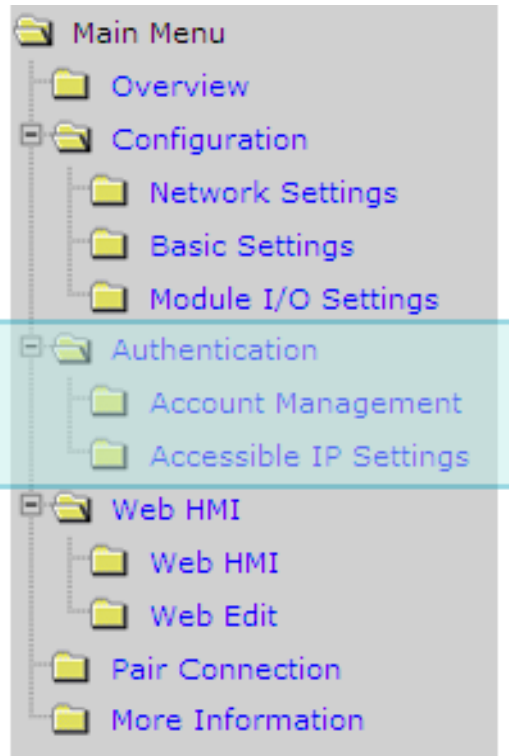 Main Menu
Overview
Configuration
Network Settings
Basic Settings
Module I/O Settings
Authentication
Account Management
Accessible IP Settings
Web HMI
Web HMI
Web Edit
Pair Connection
More Information